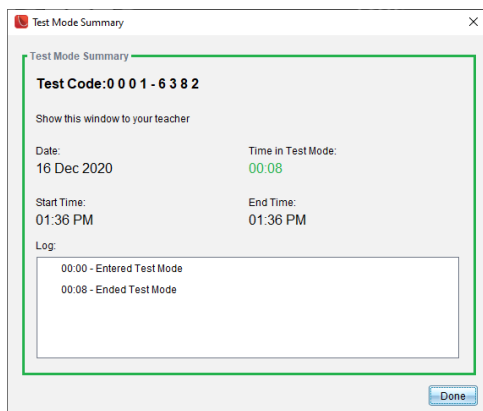 Test Mode Summary
Test Mode Summary
Test Code:0 0 0 1 - 6 3 8 2
Show this window to your teacher
Date:
Time in Test Mode:
16 Dec 2020
00:08
Start Time:
End Time:
01:36 PM
01:36 PM
Log:
00:00 - Entered Test Mode
00:08 - Ended Test Mode
Done